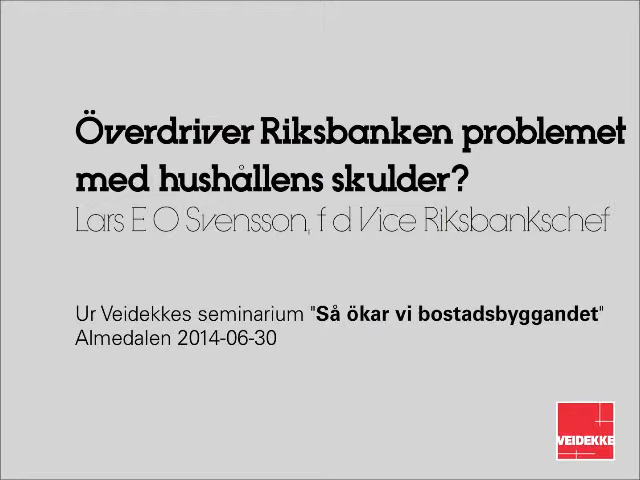 Överdriver Riksbanken problemet
med hushållens skulder?
Lars E O Svensson, f d Vice Riksbankschef
Ur Veidekkes seminarium "Så ökar vi bostadsbyggandet"
Almedalen 2014-06-30
VEIDEKKE